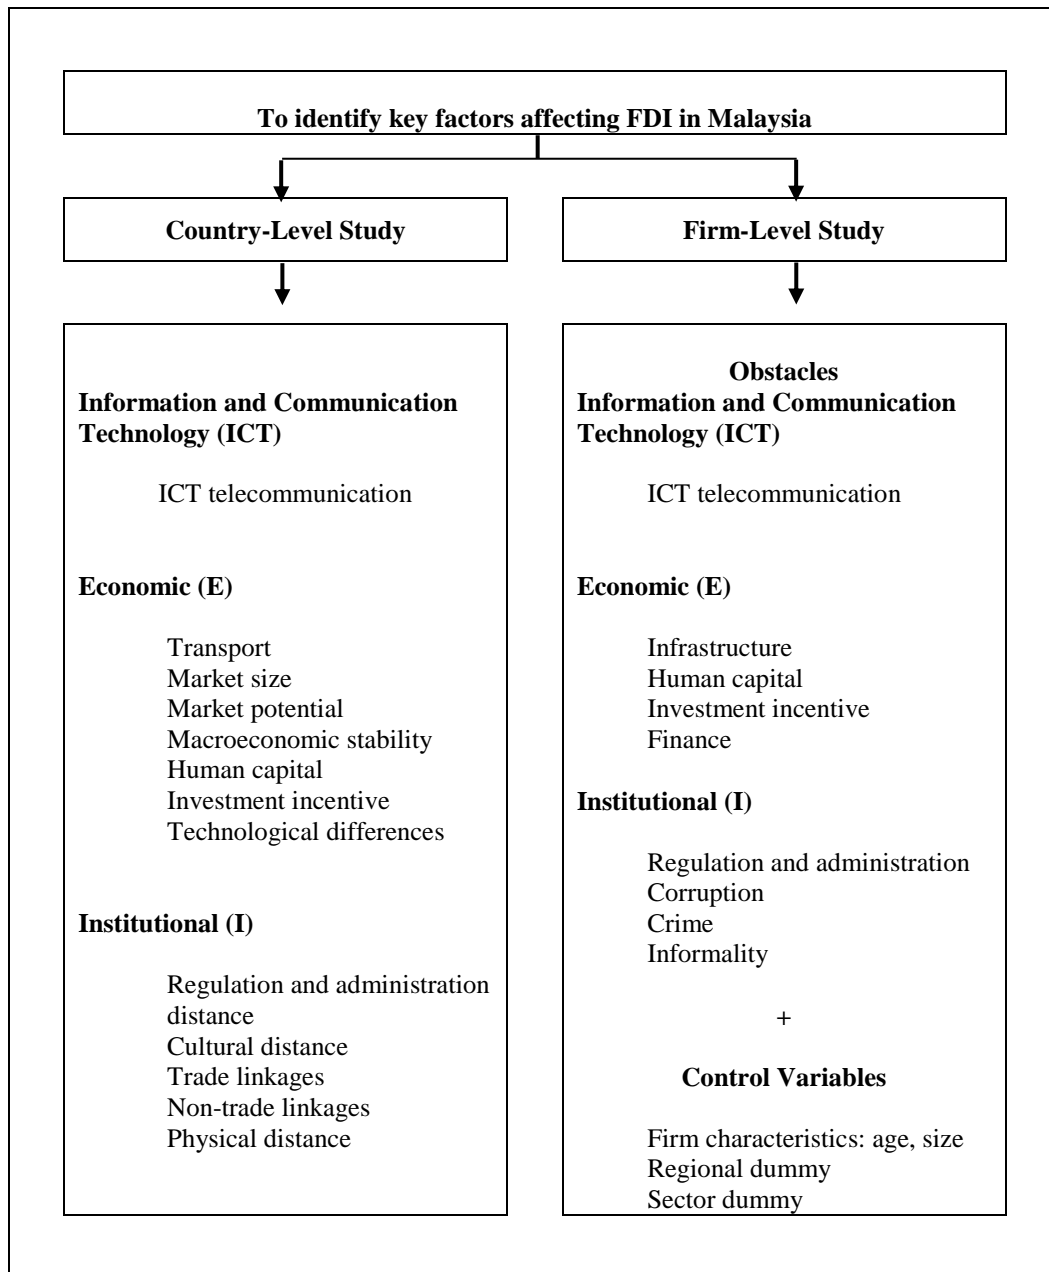 To identify key factors affecting FDI in Malaysia
Country-Level Study
Firm-Level Study
Information and Communication
Technology (ICT)
ICT telecommunication
Economic (E)
Transport
Market size
Market potential
Macroeconomic stability
Human capital
Investment incentive
Technological differences
Institutional (I)
Regulation and administration
distance
Cultural distance
Trade linkages
Non-trade linkages
Physical distance
Obstacles
Information and Communication
Technology (ICT)
ICT telecommunication
Economic (E)
Infrastructure
Human capital
Investment incentive
Finance
Institutional (I)
Regulation and administration
Corruption
Crime
Informality
+
Control Variables
Firm characteristics: age, size
Regional dummy
Sector dummy